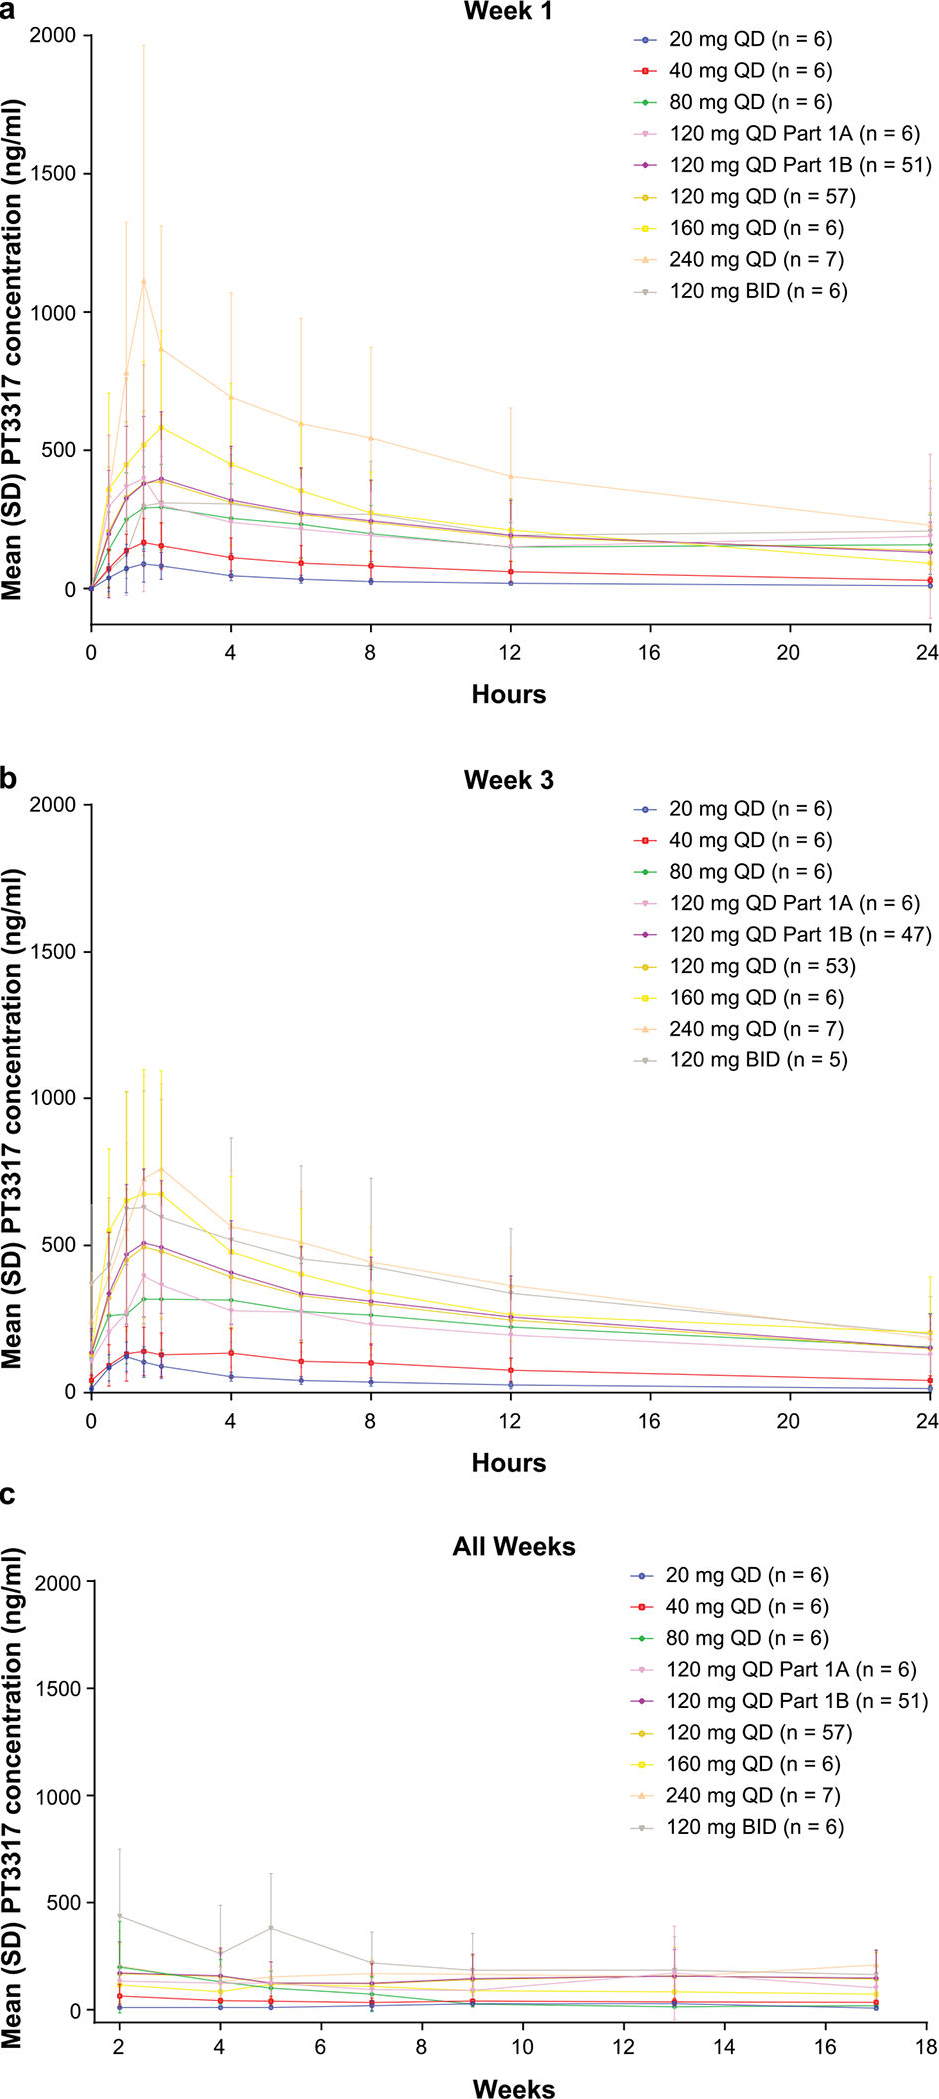 a
Week 1
Mean (SD) PT3317 concentration (ng/ml)
2000
1500
1000
500
0
20 mg QD (n = 6)
40 mg QD (n = 6)
80 mg QD (n = 6)
120 mg QD Part 1A (n = 6)
120 mg QD Part 1B (n = 51)
120 mg QD (n = 57)
160 mg QD (n = 6)
240 mg QD (n = 7)
120 mg BID (n = 6)
0 4 8 12 16 20 24
Hours
b
Week 3
Mean (SD) PT3317 concentration (ng/ml)
2000
1500
1000
500
0
20 mg QD (n = 6)
40 mg QD (n = 6)
80 mg QD (n = 6)
120 mg QD Part 1A (n = 6)
120 mg QD Part 1B (n = 47)
120 mg QD (n = 53)
160 mg QD (n = 6)
240 mg QD (n = 7)
120 mg BID (n = 5)
0 4 8 12 16 20 24
Hours
c
All Weeks
Mean (SD) PT3317 concentration (ng/ml)
2000
1500
1000
500
0
20 mg QD (n = 6)
40 mg QD (n = 6)
80 mg QD (n = 6)
120 mg QD Part 1A (n = 6)
120 mg QD Part 1B (n = 51)
120 mg QD (n = 57)
160 mg QD (n = 6)
240 mg QD (n = 7)
120 mg BID (n = 6)
2 4 6 8 10 12 14 16 18
Weeks